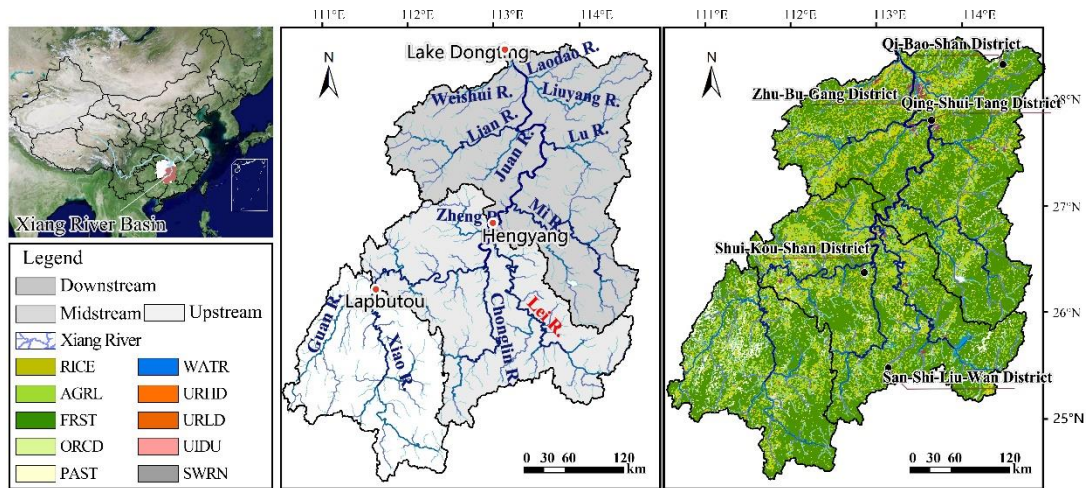 Xiang River Basin
Legend
Downstream
Midstream
Upstream
Xiang River
RICE
WATR
AGRL
URHD
FRST
URLD
ORCD
UIDU
PAST
SWRN
111°E
112°E
113°E
114°E
N
Lake Dongting
Laodao R.
Weishui R.
Liuyang R.
Lian R.
Juan R.
Lu R.
Zheng R.
Mi R.
Hengyang
Lapbutou
Guan R.
Xiao R.
Chonglin R.
Lei R.
0 30 60 120
km
111°E
112°E
113°E
114°E
N
Qi-Bao-Shan District
Zhu-Bu-Gang District
Qing-Shui-Tang District
Shui-Kou-Shan District
San-Shi-Liu-Wan District
28°N
27°N
26°N
25°N
0 30 60 120
km